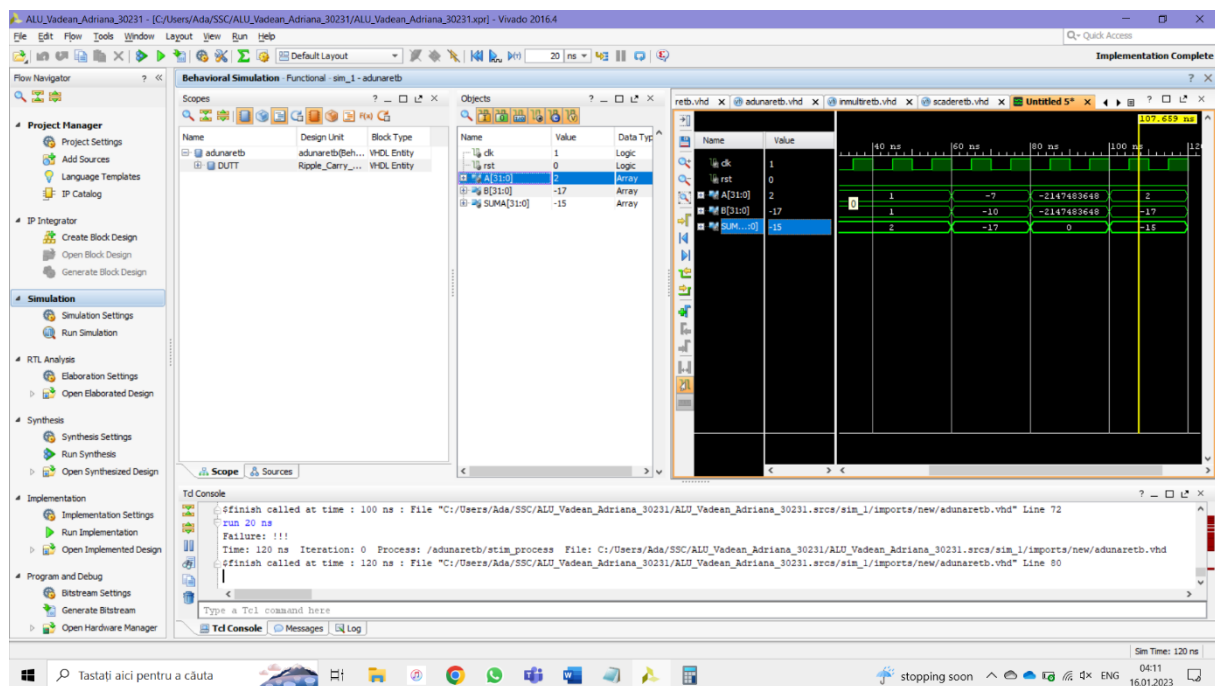 ALU_Vadean_Adriana_30231 - [C:/Users/Ada/SSC/ALU_Vadean_Adriana_30231/ALU_Vadean_Adriana_30231.xpr] - Vivado 2016.4
File Edit Flow Tools Window Layout View Run Help
Quick Access
Default Layout
20 ns
Implementation Complete
Flow Navigator
Behavioral Simulation - Functional - sim_1 - adunaretb
Project Manager
Project Settings
Add Sources
Language Templates
IP Catalog
IP Integrator
Create Block Design
Open Block Design
Generate Block Design
Simulation
Simulation Settings
Run Simulation
RTL Analysis
Elaboration Settings
Open Elaborated Design
Synthesis
Synthesis Settings
Run Synthesis
Open Synthesized Design
Implementation
Implementation Settings
Run Implementation
Open Implemented Design
Program and Debug
Bitstream Settings
Generate Bitstream
Open Hardware Manager
Scopes
Name Design Unit Block Type
adunaretb adunaretb(Beh... VHDL Entity
DUTT Ripple_Carry_... VHDL Entity
Scope Sources
Objects
Name Value Data Typ
clk 1 Logic
rst 0 Logic
A[31:0] 2 Array
B[31:0] -17 Array
SUMA[31:0] -15 Array
retb.vhd adunaretb.vhd inmultiretb.vhd scaderetb.vhd Untitled 5*
107.659 ns
Name Value
40 ns 60 ns 80 ns 100 ns 12
clk 1
rst 0
A[31:0] 2 1 -7 -2147483648 2
0
B[31:0] -17 1 -10 -2147483648 -17
SUM...:0] -15 2 -17 0 -15
Tcl Console
$finish called at time : 100 ns : File "C:/Users/Ada/SSC/ALU_Vadean_Adriana_30231/ALU_Vadean_Adriana_30231.srcs/sim_1/imports/new/adunaretb.vhd" Line 72
run 20 ns
Failure: !!!
Time: 120 ns Iteration: 0 Process: /adunaretb/stim_process File: C:/Users/Ada/SSC/ALU_Vadean_Adriana_30231/ALU_Vadean_Adriana_30231.srcs/sim_1/imports/new/adunaretb.vhd
$finish called at time : 120 ns : File "C:/Users/Ada/SSC/ALU_Vadean_Adriana_30231/ALU_Vadean_Adriana_30231.srcs/sim_1/imports/new/adunaretb.vhd" Line 80
Type a Tcl command here
Tcl Console Messages Log
Sim Time: 120 ns
Tastați aici pentru a căuta
stopping soon
ENG
04:11
16.01.2023